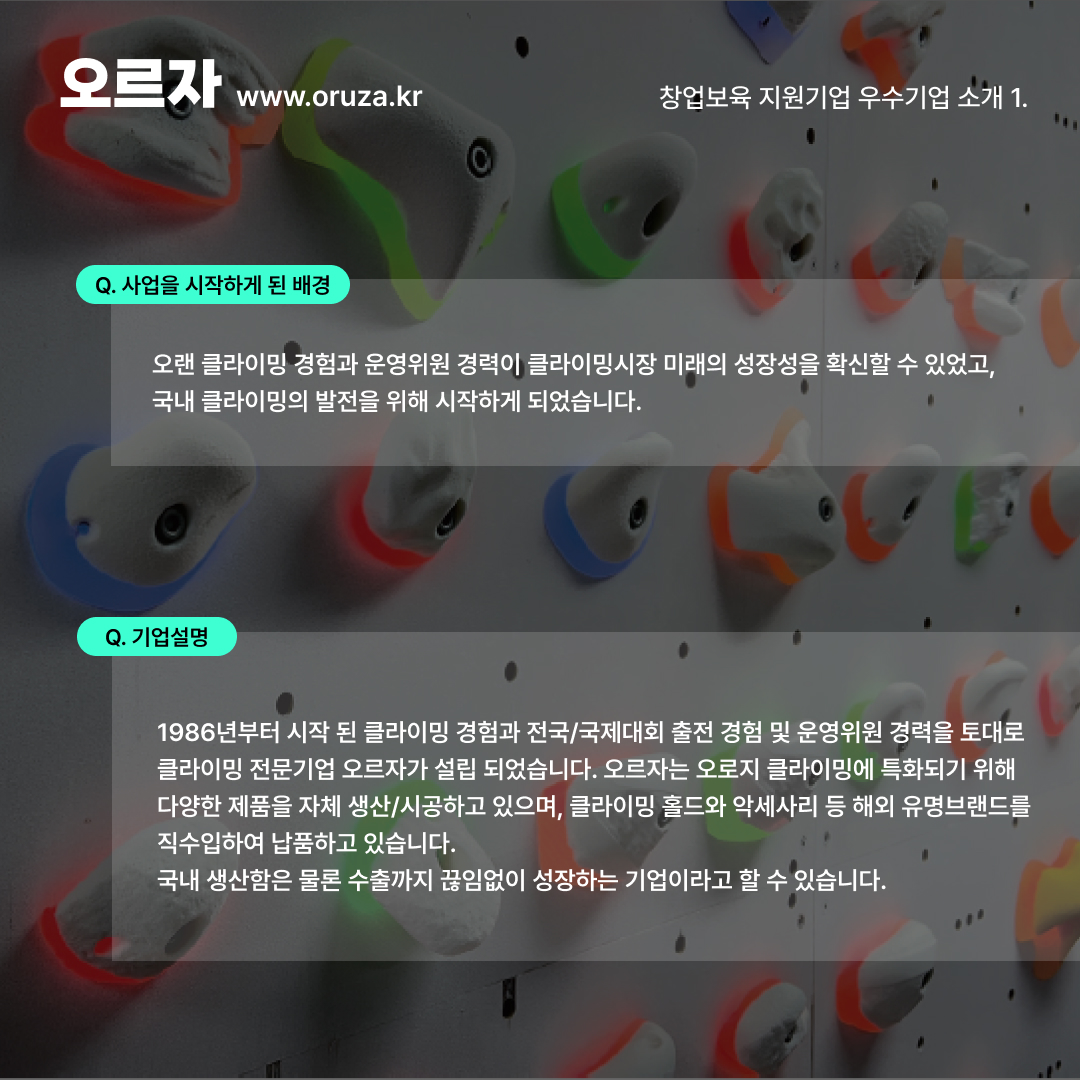 오르자 www.oruza.kr
창업보육 지원기업 우수기업 소개 1.
Q. 사업을 시작하게 된 배경
오랜 클라이밍 경험과 운영위원 경력이 클라이밍시장 미래의 성장성을 확신할 수 있었고,
국내 클라이밍의 발전을 위해 시작하게 되었습니다.
Q. 기업설명
1986년부터 시작 된 클라이밍 경험과 전국/국제대회 출전 경험 및 운영위원 경력을 토대로
클라이밍 전문기업 오르자가 설립 되었습니다. 오르자는 오로지 클라이밍에 특화되기 위해
다양한 제품을 자체 생산/시공하고 있으며, 클라이밍 홀드와 악세사리 등 해외 유명브랜드를
직수입하여 납품하고 있습니다.
국내 생산함은 물론 수출까지 끊임없이 성장하는 기업이라고 할 수 있습니다.